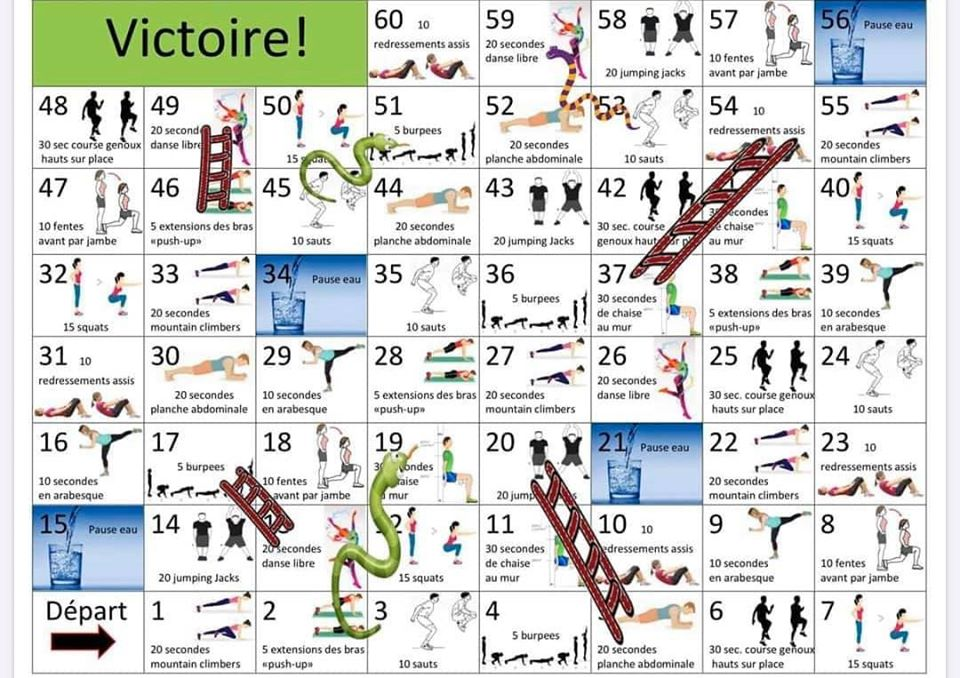 Victoire!
60 10
redressements assis
59
20 secondes
danse libre
58
20 jumping jacks
57
10 fentes
avant par jambe
56 Pause eau
48
30 sec course genoux
hauts sur place
49
20 second
danse libre
50
15
51
5 burpees
52
20 secondes
planche abdominale
53
10 sauts
54 10
redressements assis
55
20 secondes
mountain climbers
47
10 fentes
avant par jambe
46
5 extensions des bras
«push-up»
45
10 sauts
44
20 secondes
planche abdominale
43
20 jumping Jacks
42
30 sec. course
genoux haut
secondes
chaise
au mur
40
15 squats
32
15 squats
33
20 secondes
mountain climbers
34 Pause eau
35
10 sauts
36
5 burpees
37
30 secondes
de chaise
au mur
38
5 extensions des bras
«push-up»
39
10 secondes
en arabesque
31 10
redressements assis
30
20 secondes
planche abdominale
29
10 secondes
en arabesque
28
5 extensions des bras
«push-up»
27
20 secondes
mountain climbers
26
20 secondes
danse libre
25
30 sec. course genoux
hauts sur place
24
10 sauts
16
10 secondes
en arabesque
17
5 burpees
18
10 fentes
avant par jambe
19
mur
20
20 jump
21 Pause eau
22
20 secondes
mountain climbers
23 10
redressements assis
15 Pause eau
14
20 jumping Jacks
20 secondes
danse libre
2
15 squats
11
30 secondes
de chaise
au mur
10 10
edressements assis
9
10 secondes
en arabesque
8
10 fentes
avant par jambe
Départ
1
20 secondes
mountain climbers
2
5 extensions des bras
«push-up»
3
10 sauts
4
5 burpees
20 secondes
planche abdominale
6
30 sec. course genoux
hauts sur place
7
15 squats